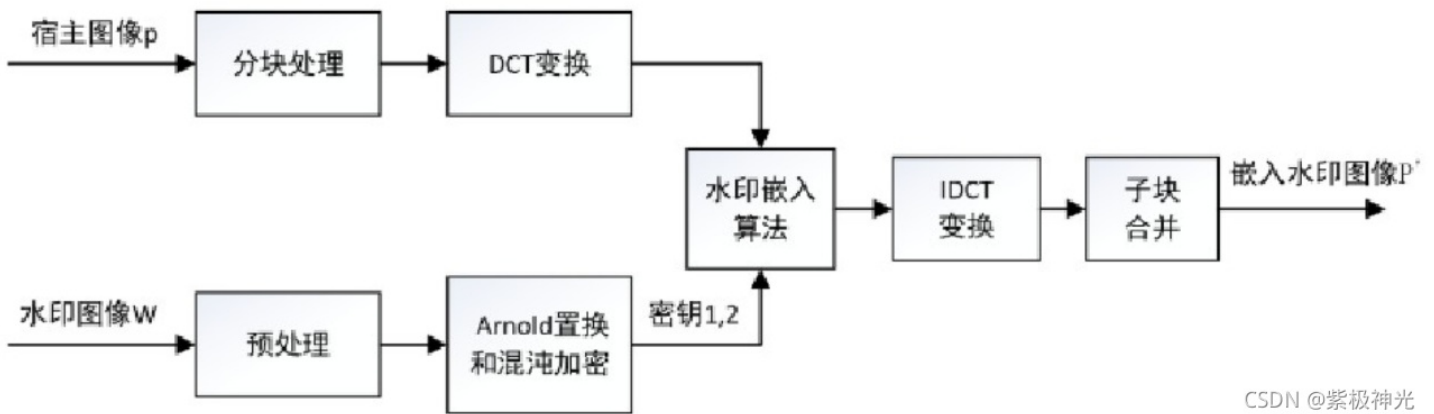 宿主图像p
分块处理
DCT变换
水印嵌入
算法
IDCT
变换
子块
合并
嵌入水印图像P'
水印图像W
预处理
Arnold置换
和混沌加密
密钥1,2
CSDN @紫极神光